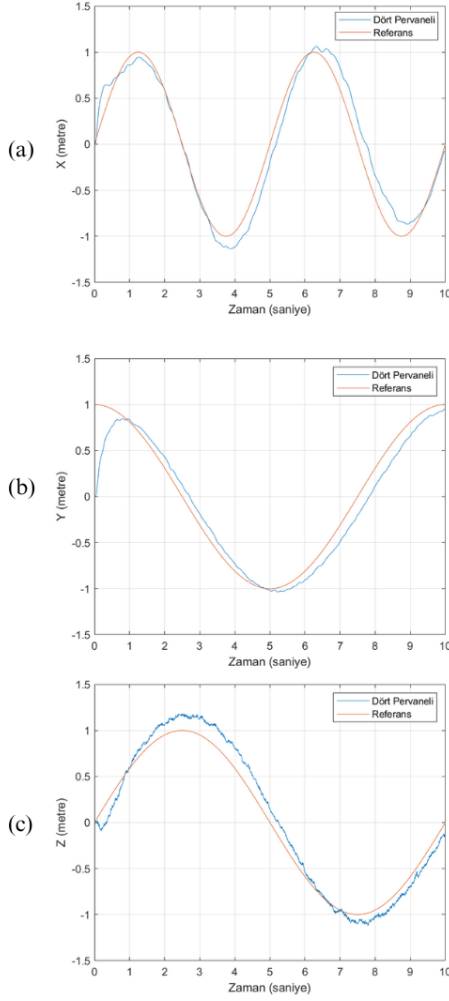 (a)
X (metre)
1.5
1
0.5
0
-0.5
-1
-1.5
Dört Pervaneli
Referans
0 1 2 3 4 5 6 7 8 9 10
Zaman (saniye)
(b)
Y (metre)
1.5
1
0.5
0
-0.5
-1
-1.5
Dört Pervaneli
Referans
0 1 2 3 4 5 6 7 8 9 10
Zaman (saniye)
(c)
Z (metre)
1.5
1
0.5
0
-0.5
-1
-1.5
Dört Pervaneli
Referans
0 1 2 3 4 5 6 7 8 9 10
Zaman (saniye)